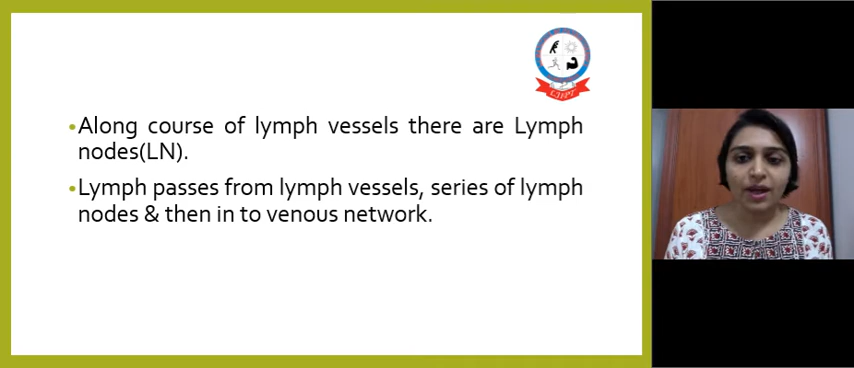 •Along course of lymph vessels there are Lymph
nodes(LN).
•Lymph passes from lymph vessels, series of lymph
nodes & then in to venous network.